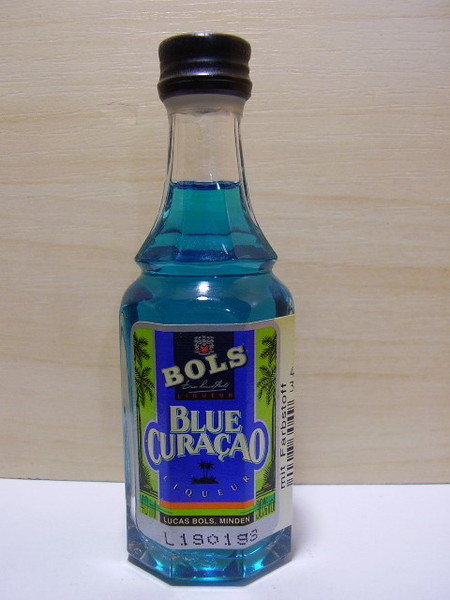 BOLS
LIQUEUR
BLUE
CURAÇAO
LIQUEUR
LUCAS BOLS, MINDEN
L190193
mit Farbstoff